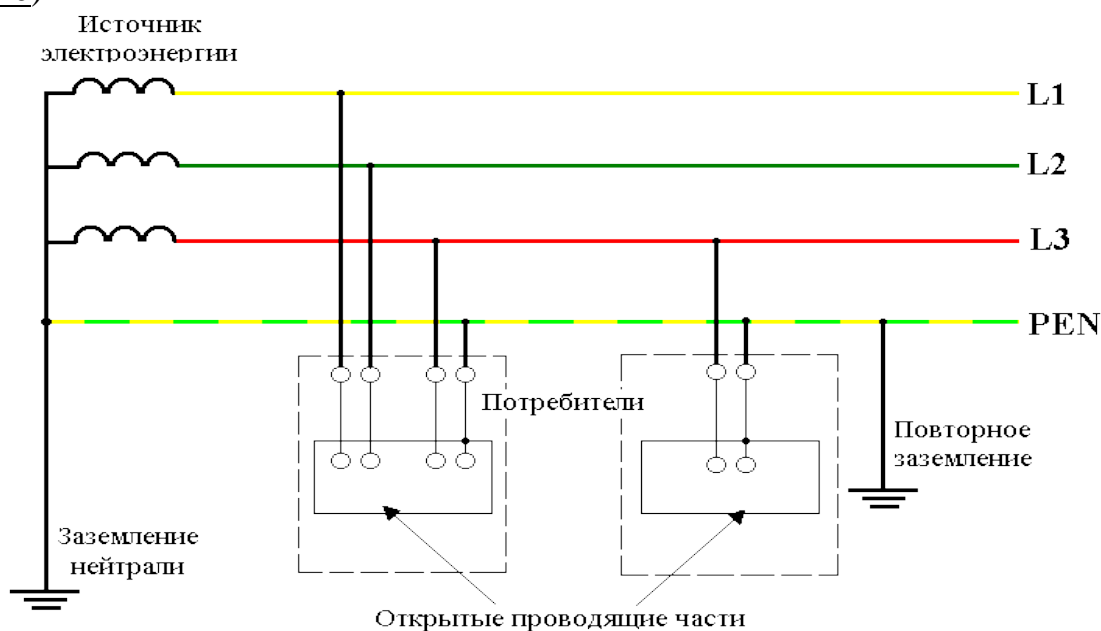 Источник
электроэнергии
L1
L2
L3
PEN
Потребители
Повторное
заземление
Заземление
нейтрали
Открытые проводящие части